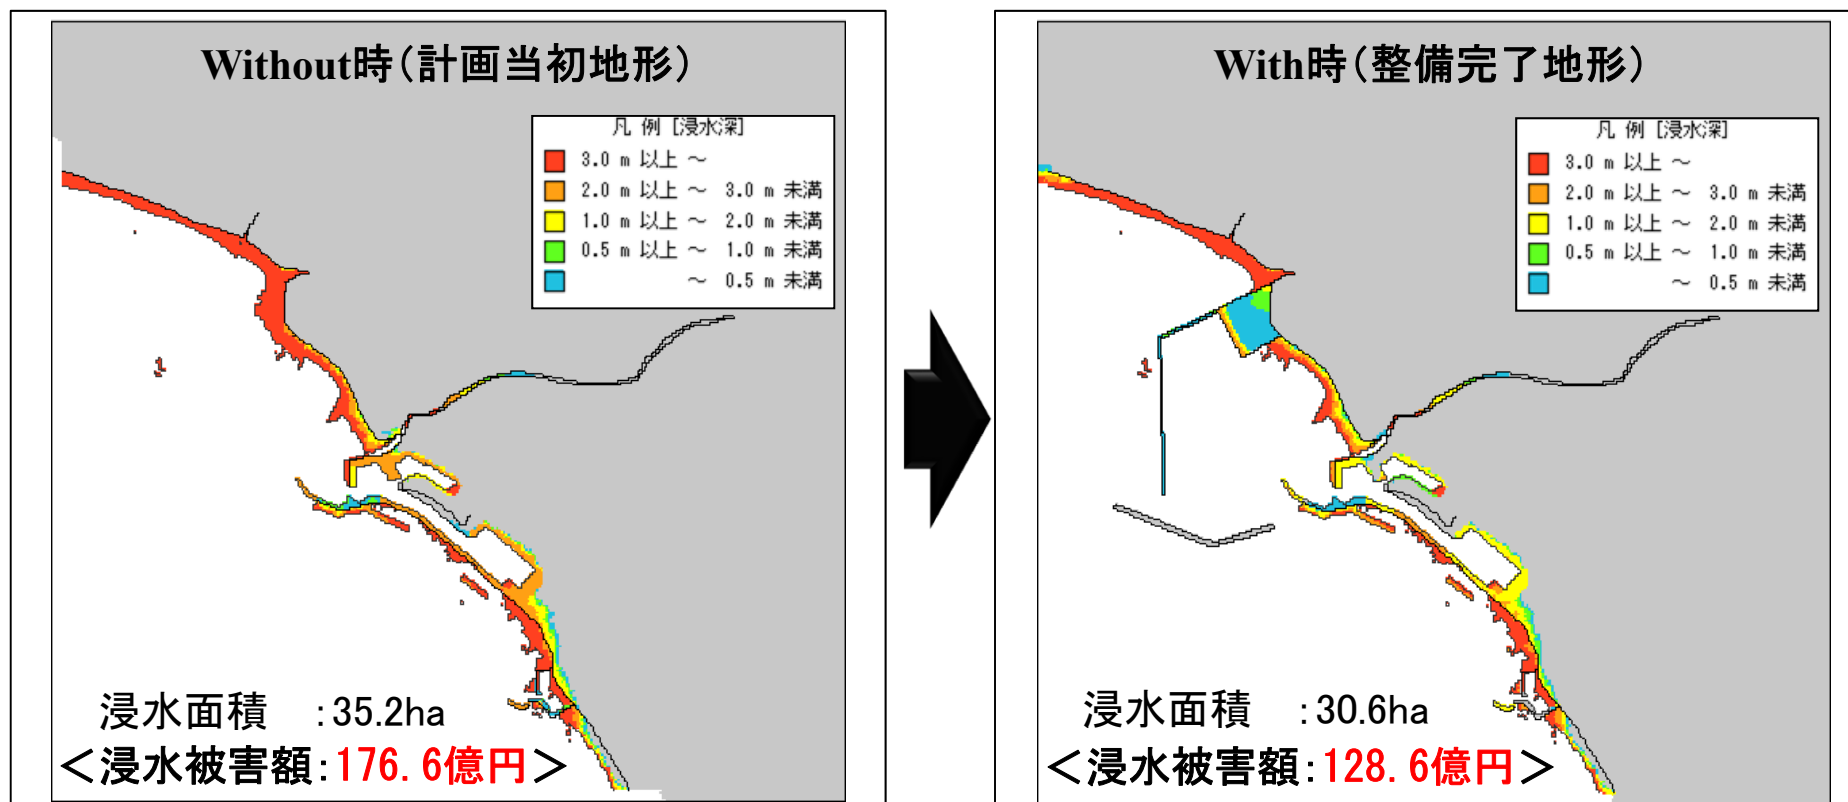 Without時(計画当初地形)
凡 例 [浸水深]
3.0 m 以上 ～
2.0 m 以上 ～ 3.0 m 未満
1.0 m 以上 ～ 2.0 m 未満
0.5 m 以上 ～ 1.0 m 未満
～ 0.5 m 未満
浸水面積 :35.2ha
＜浸水被害額:176.6億円＞
With時(整備完了地形)
凡 例 [浸水深]
3.0 m 以上 ～
2.0 m 以上 ～ 3.0 m 未満
1.0 m 以上 ～ 2.0 m 未満
0.5 m 以上 ～ 1.0 m 未満
～ 0.5 m 未満
浸水面積 :30.6ha
＜浸水被害額:128.6億円＞